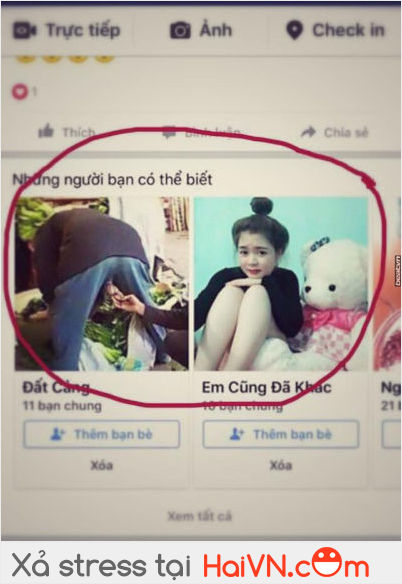 Trực tiếp
Ảnh
Check in
1
Thích
Bình luận
Chia sẻ
Những người bạn có thể biết
Đất Cảng
Em Cũng Đã Khác
Ng
11 bạn chung
10 bạn chung
21
Thêm bạn bè
Thêm bạn bè
Xóa
Xóa
Xem tất cả
Xả stress tại HaiVN.com